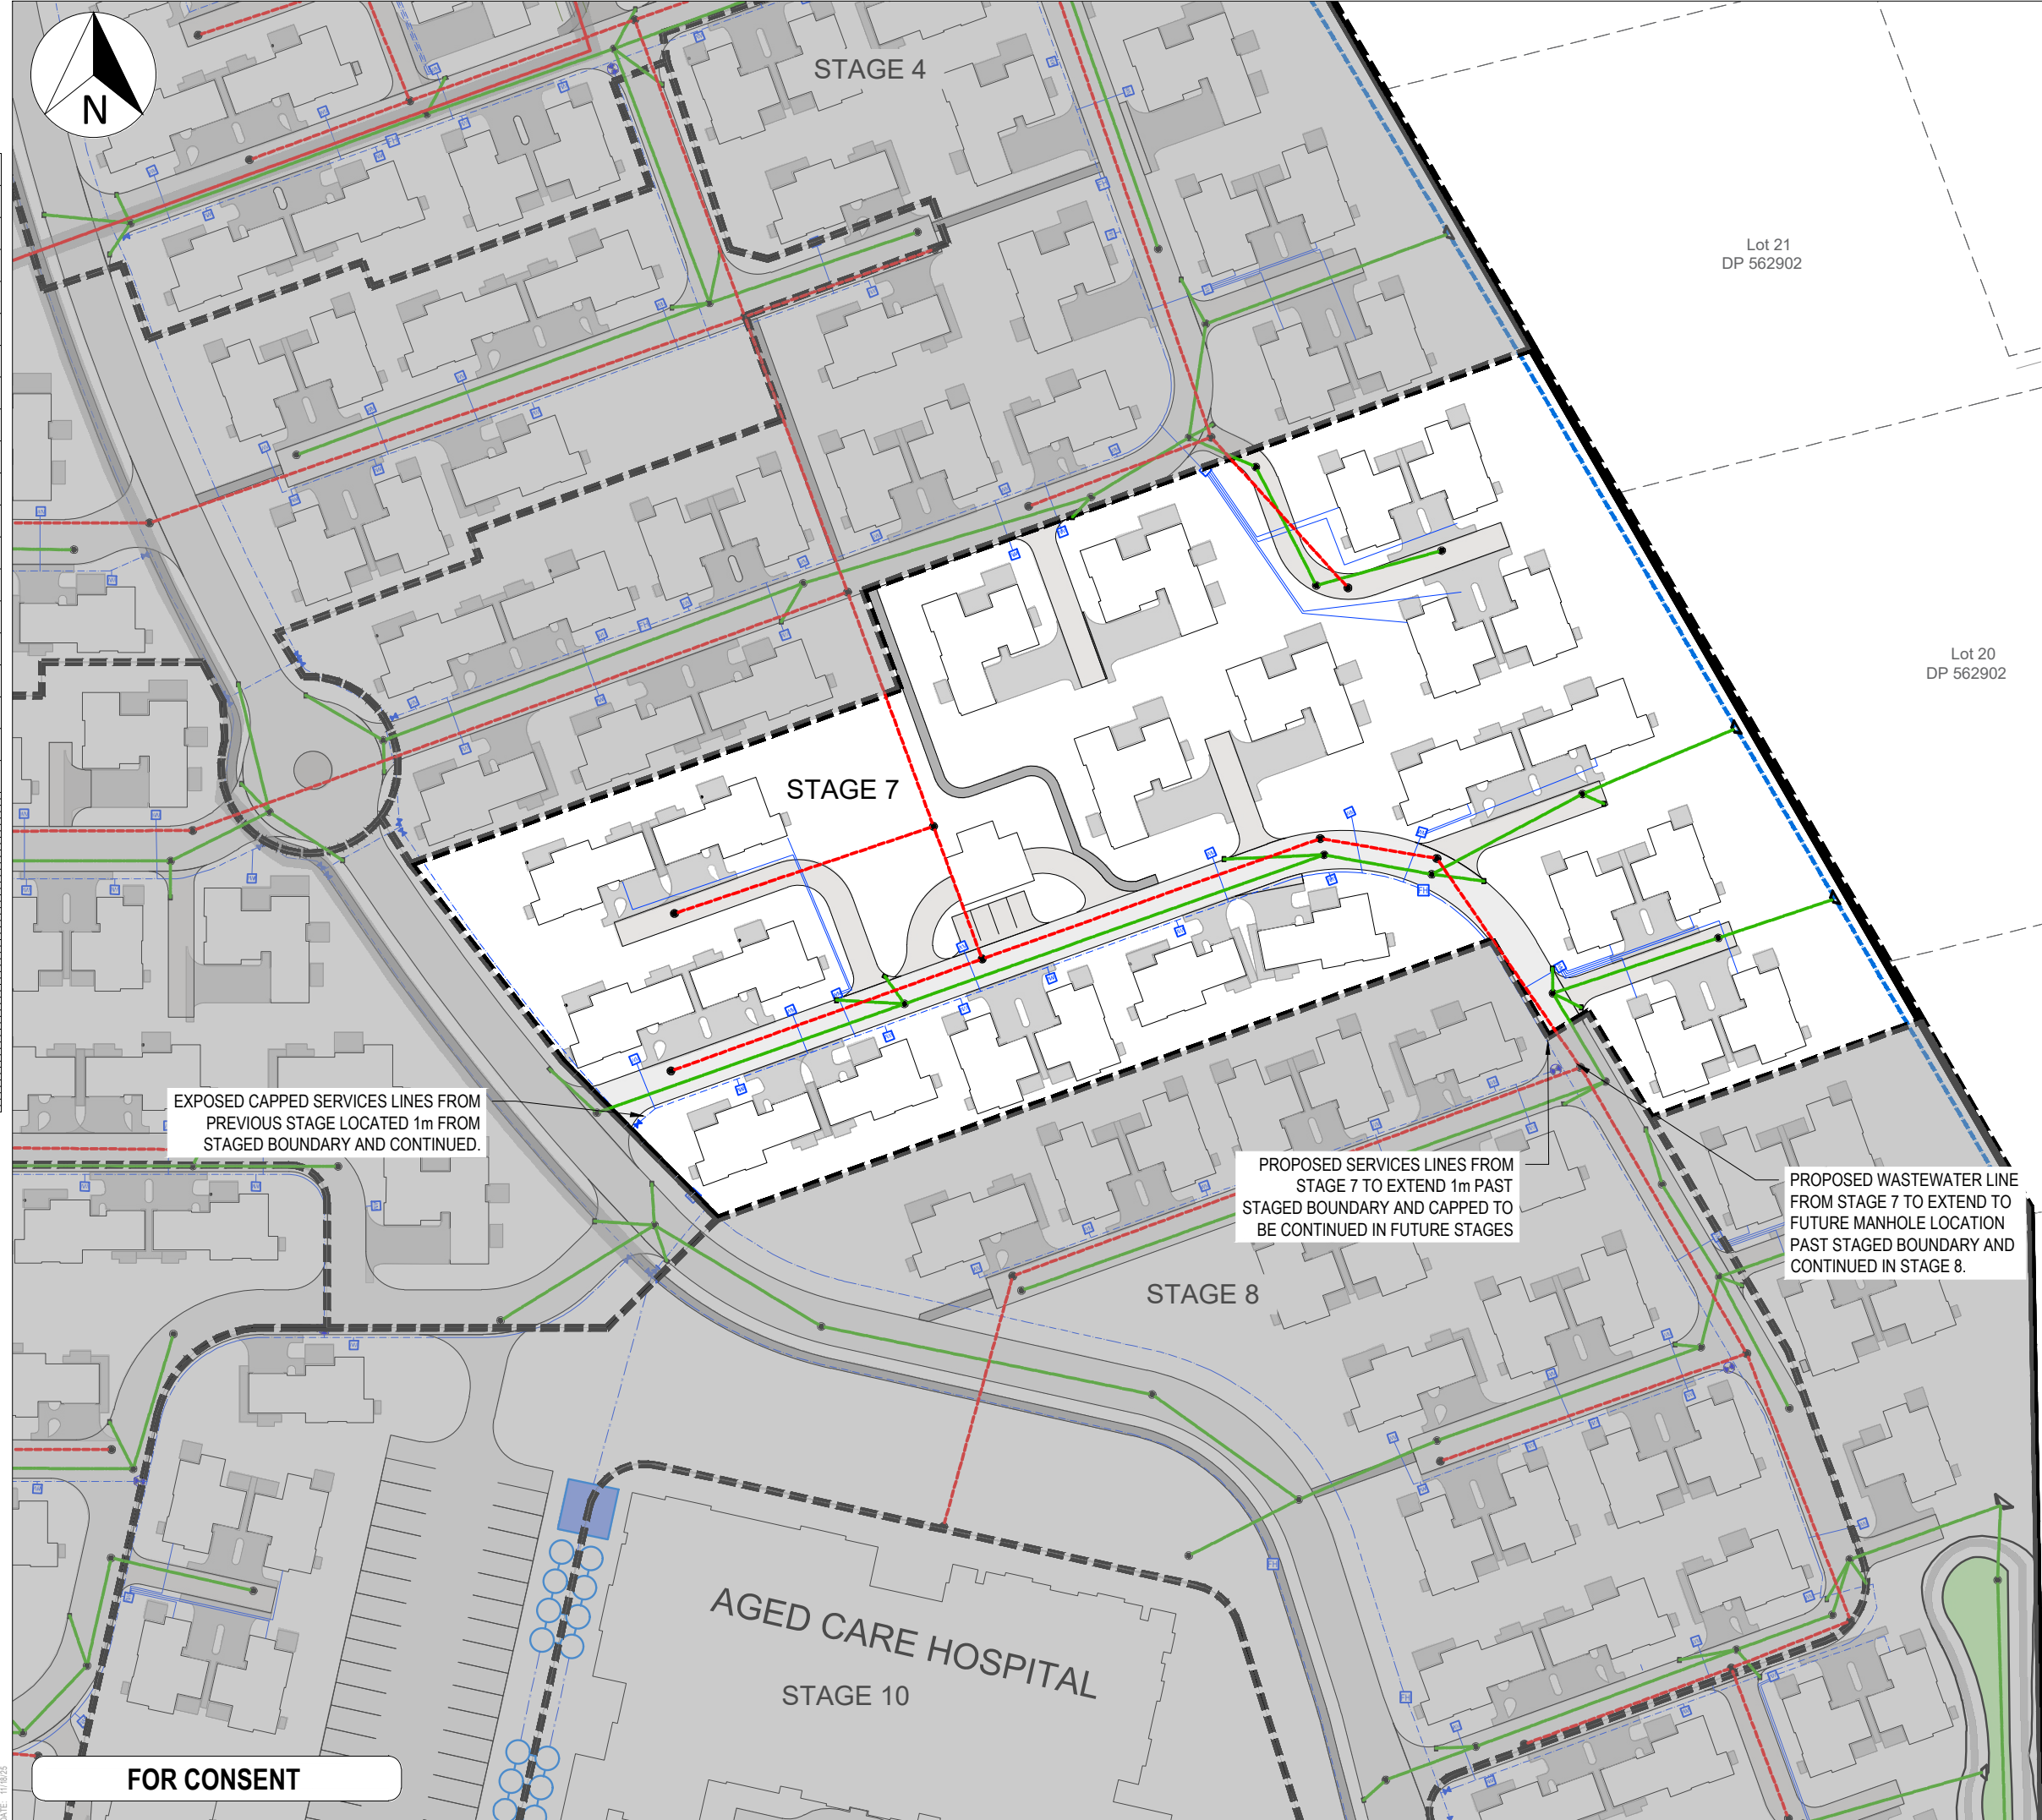 N
STAGE 4
Lot 21
DP 562902
Lot 20
DP 562902
STAGE 7
EXPOSED CAPPED SERVICES LINES FROM
PREVIOUS STAGE LOCATED 1m FROM
STAGED BOUNDARY AND CONTINUED.
PROPOSED SERVICES LINES FROM
STAGE 7 TO EXTEND 1m PAST
STAGED BOUNDARY AND CAPPED TO
BE CONTINUED IN FUTURE STAGES
PROPOSED WASTEWATER LINE
FROM STAGE 7 TO EXTEND TO
FUTURE MANHOLE LOCATION
PAST STAGED BOUNDARY AND
CONTINUED IN STAGE 8.
STAGE 8
AGED CARE HOSPITAL
STAGE 10
FOR CONSENT